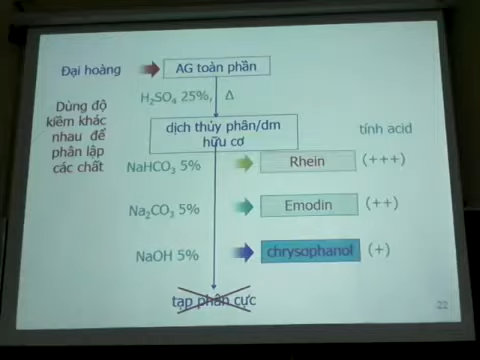 Đại hoàng
AG toàn phần
H₂SO₄ 25%, Δ
Dùng độ
kiềm khác
nhau để
phân lập
các chất
dịch thủy phân/dm
hữu cơ
tính acid
NaHCO₃ 5%
Rhein
(+++)
Na₂CO₃ 5%
Emodin
(++)
NaOH 5%
chrysophanol
(+)
tạp phân cực
22